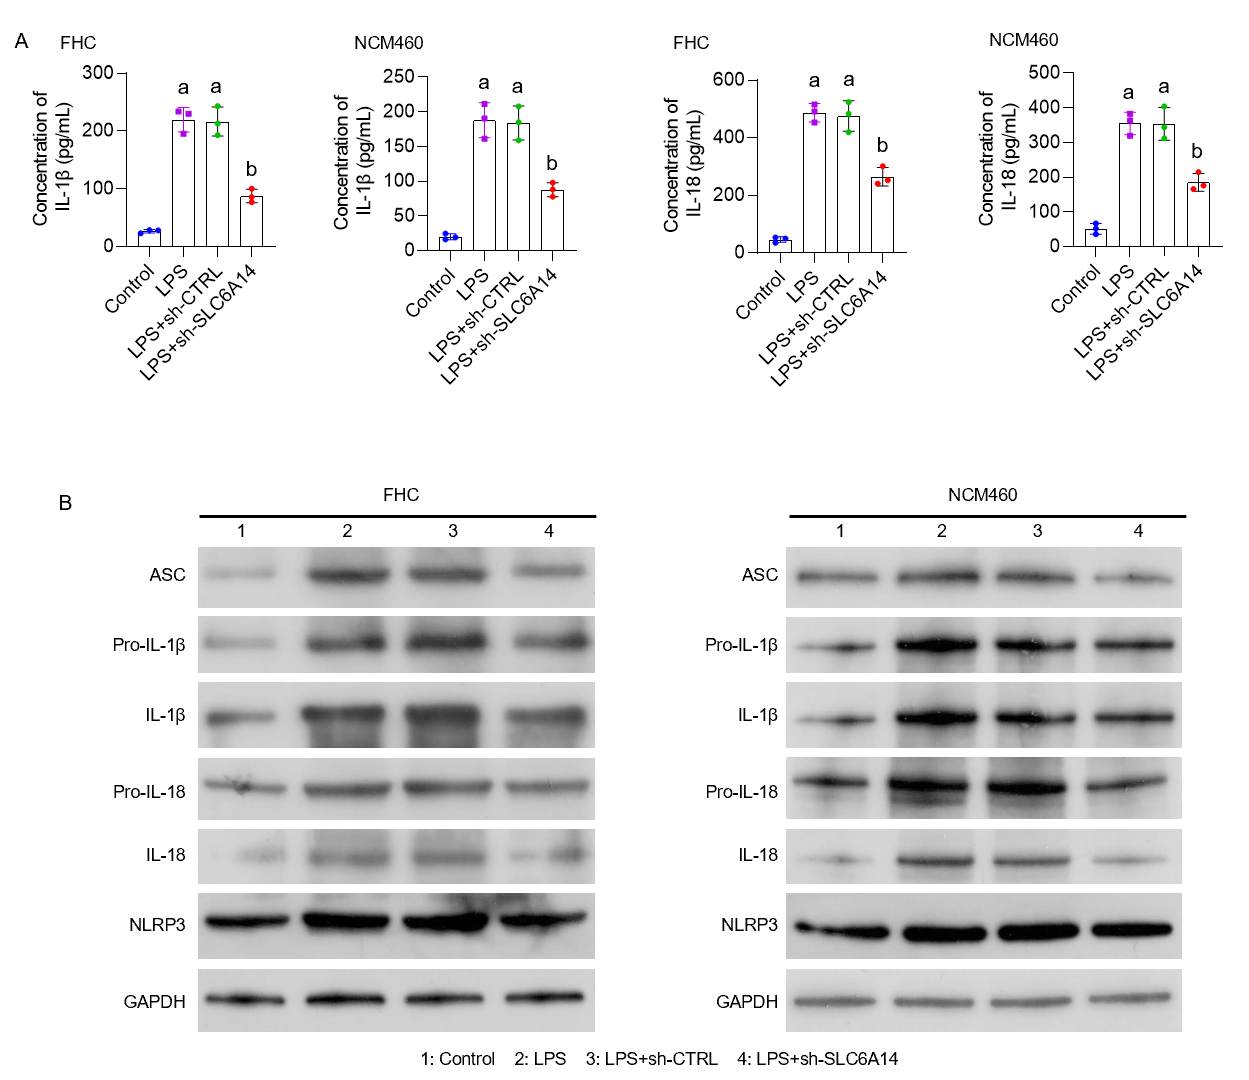 A
FHC
Concentration of
IL-1β (pg/mL)
300
200
100
0
a
a
b
Control
LPS
LPS+sh-CTRL
LPS+sh-SLC6A14
NCM460
Concentration of
IL-1β (pg/mL)
250
200
150
100
50
0
a
a
b
Control
LPS
LPS+sh-CTRL
LPS+sh-SLC6A14
FHC
Concentration of
IL-18 (pg/mL)
600
400
200
0
a
a
b
Control
LPS
LPS+sh-CTRL
LPS+sh-SLC6A14
NCM460
Concentration of
IL-18 (pg/mL)
500
400
300
200
100
0
a
a
b
Control
LPS
LPS+sh-CTRL
LPS+sh-SLC6A14
B
FHC
1 2 3 4
ASC
Pro-IL-1β
IL-1β
Pro-IL-18
IL-18
NLRP3
GAPDH
NCM460
1 2 3 4
ASC
Pro-IL-1β
IL-1β
Pro-IL-18
IL-18
NLRP3
GAPDH
1: Control 2: LPS 3: LPS+sh-CTRL 4: LPS+sh-SLC6A14